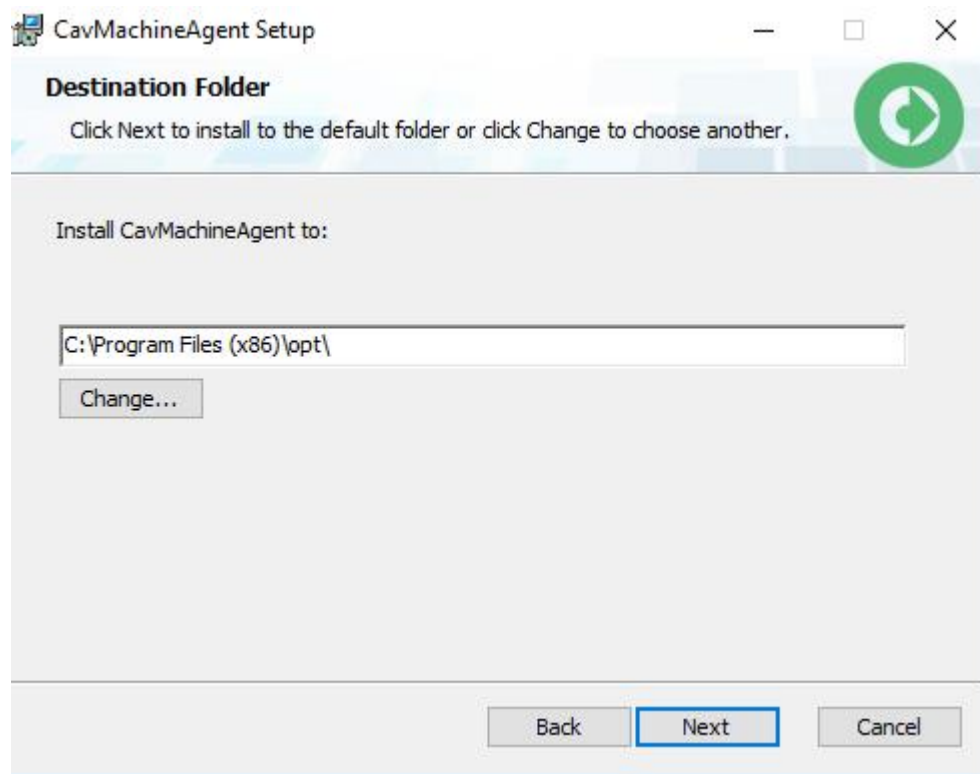 CavMachineAgent Setup
Destination Folder
Click Next to install to the default folder or click Change to choose another.
Install CavMachineAgent to:
C:\Program Files (x86)\opt\
Change...
Back Next Cancel